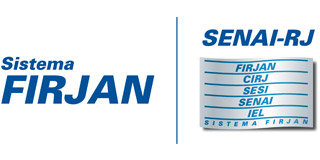 Sistema
FIRJAN
SENAI-RJ
FIRJAN
CIRJ
SESI
SENAI
IEL
SISTEMA FIRJAN